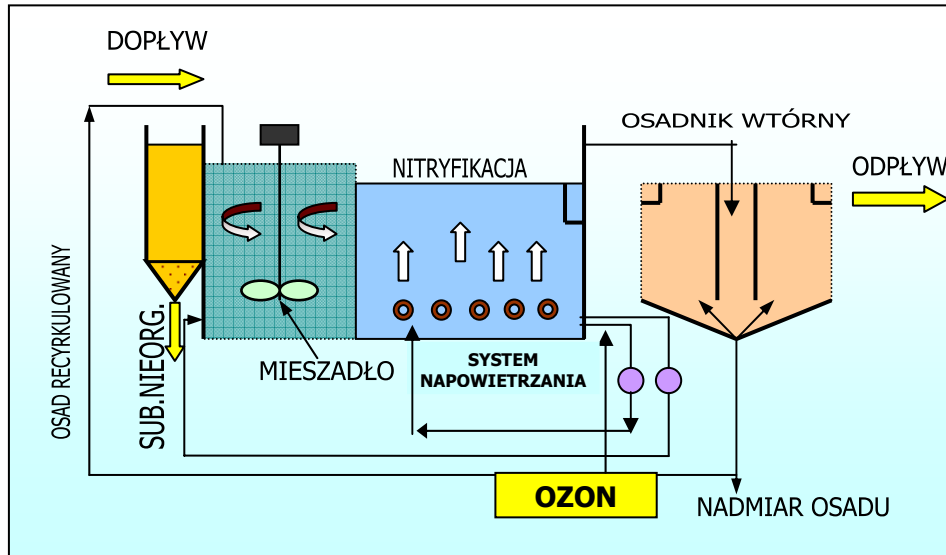 DOPŁYW
OSADNIK WTÓRNY
NITRYFIKACJA
ODPŁYW
OSAD RECYRKULOWANY
SUB.NIEORG.
MIESZADŁO
SYSTEM
NAPOWIETRZANIA
OZON
NADMIAR OSADU